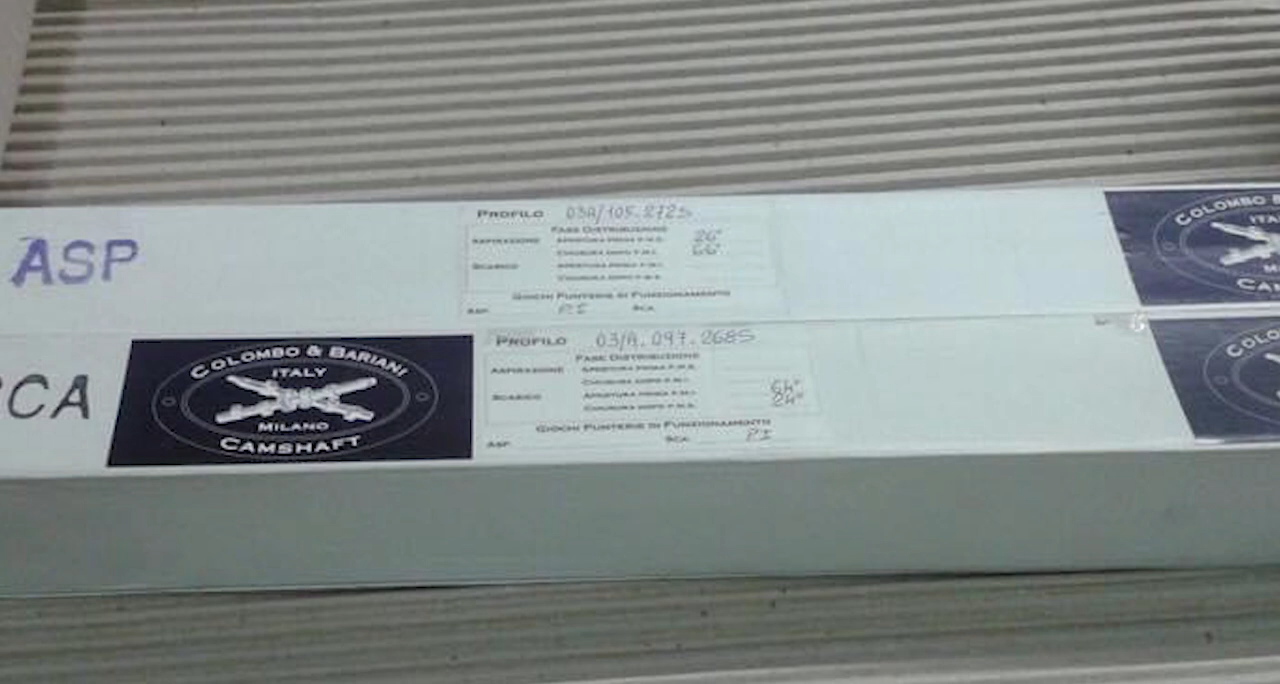 ASP
PROFILO 03A/105.272S
FASE DISTRIBUZIONE
ASPIRAZIONE APERTURA PRIMA P.M.S. 26°
CHIUSURA DOPO P.M.I. 66°
SCARICO APERTURA PRIMA P.M.I.
CHIUSURA DOPO P.M.S.
GIOCHI PUNTERIE DI FUNZIONAMENTO
ASP. P.I SCA.
COLOMBO
CAM
CA
COLOMBO & BARIANI
ITALY
MILANO
CAMSHAFT
PROFILO 03/A.097.268S
FASE DISTRIBUZIONE
ASPIRAZIONE APERTURA PRIMA P.M.S.
CHIUSURA DOPO P.M.I.
SCARICO APERTURA PRIMA P.M.I. 64°
CHIUSURA DOPO P.M.S. 24°
GIOCHI PUNTERIE DI FUNZIONAMENTO
ASP. SCA. P.I
COLO